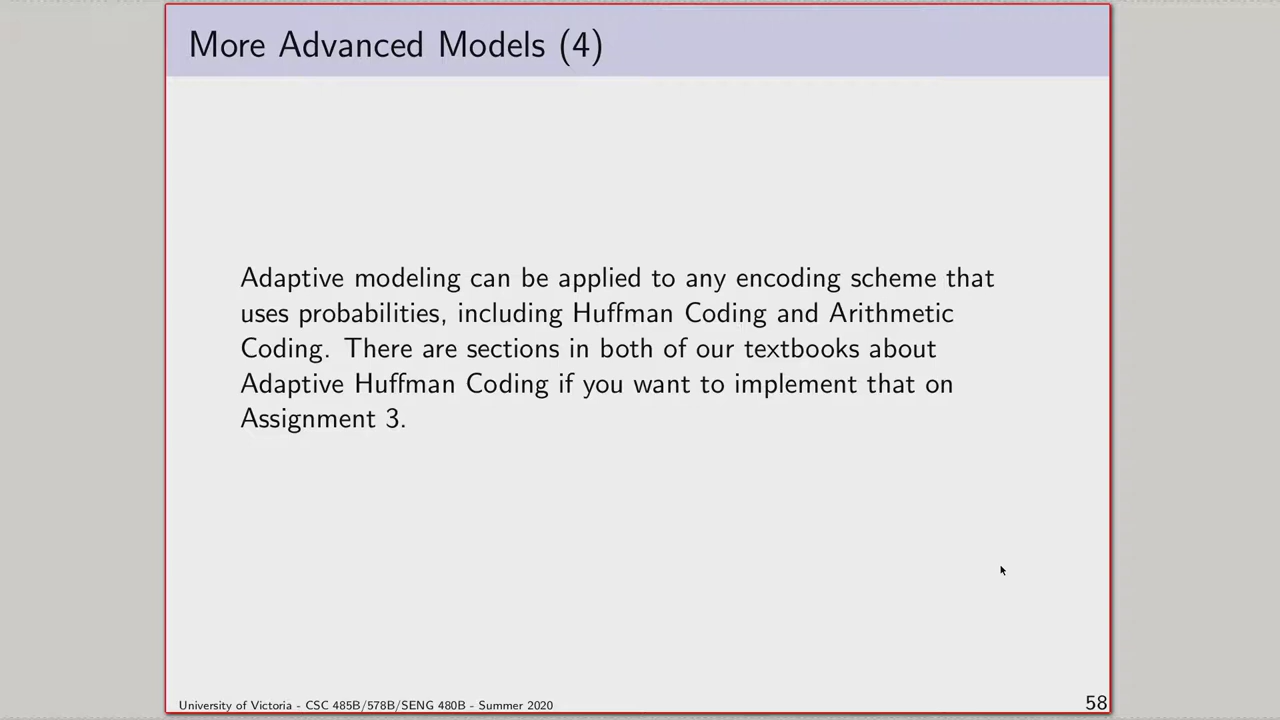 More Advanced Models (4)
Adaptive modeling can be applied to any encoding scheme that
uses probabilities, including Huffman Coding and Arithmetic
Coding. There are sections in both of our textbooks about
Adaptive Huffman Coding if you want to implement that on
Assignment 3.
University of Victoria - CSC 485B/578B/SENG 480B - Summer 2020
58